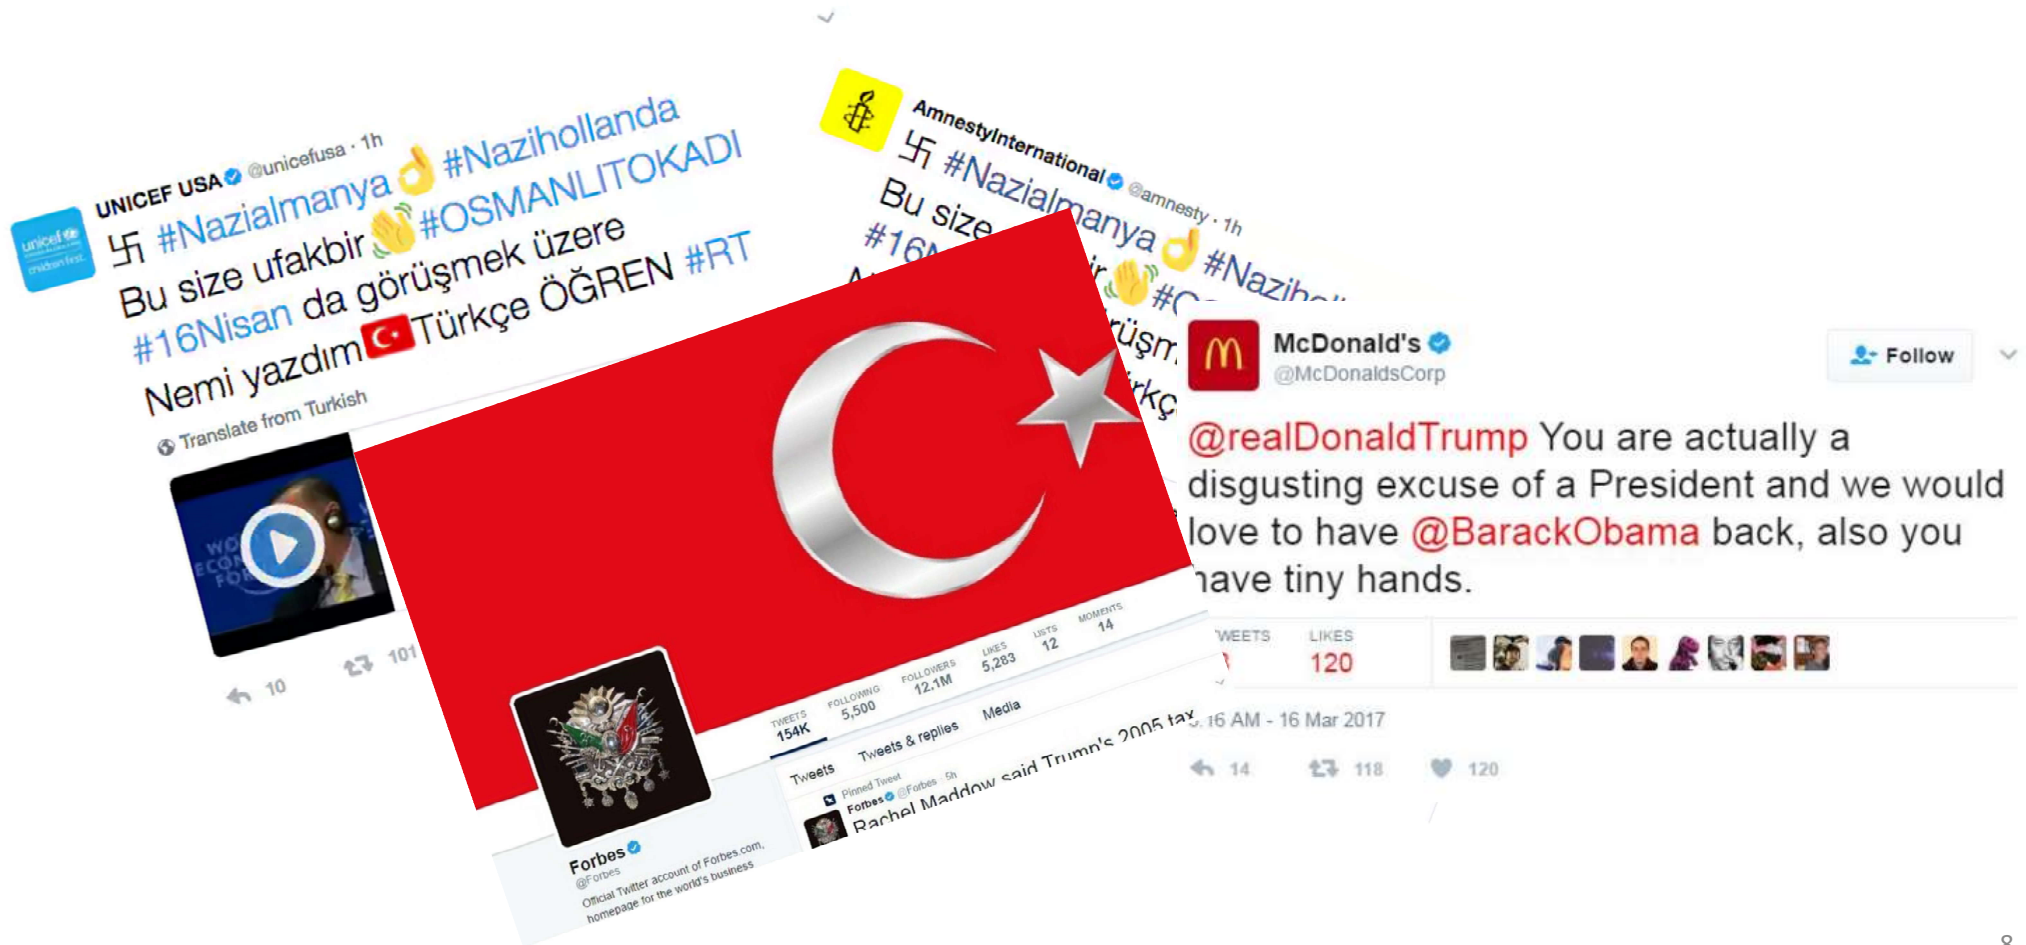 unicef
children first.
UNICEF USA @unicefusa · 1h
卐 #Nazialmanya👌#Nazihollanda
Bu size ufakbir👋#OSMANLITOKADI
#16Nisan da görüşmek üzere
Nemi yazdım🇹🇷Türkçe ÖĞREN #RT
Translate from Turkish
10 101
AmnestyInternational @amnesty · 1h
卐 #Nazialmanya👌
Bu size
McDonald's
@McDonaldsCorp
Follow
@realDonaldTrump You are actually a
disgusting excuse of a President and we would
love to have @BarackObama back, also you
have tiny hands.
LIKES
120
16 AM - 16 Mar 2017
14 118 120
TWEETS FOLLOWING FOLLOWERS LIKES LISTS MOMENTS
154K 5,500 12.1M 5,283 12 14
Tweets Tweets & replies Media
Pinned Tweet
Forbes @Forbes · 5h
Rachel Maddow said Trump's 2005 tax
Forbes
@Forbes
Official Twitter account of Forbes.com,
homepage for the world's business
8